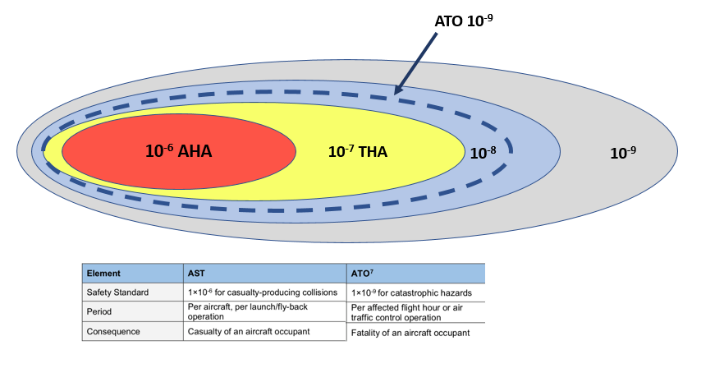 ATO 10⁻⁹
10⁻⁶ AHA
10⁻⁷ THA
10⁻⁸
10⁻⁹
Element AST ATO⁷
Safety Standard 1×10⁻⁶ for casualty-producing collisions 1×10⁻⁹ for catastrophic hazards
Period Per aircraft, per launch/fly-back operation Per affected flight hour or air traffic control operation
Consequence Casualty of an aircraft occupant Fatality of an aircraft occupant